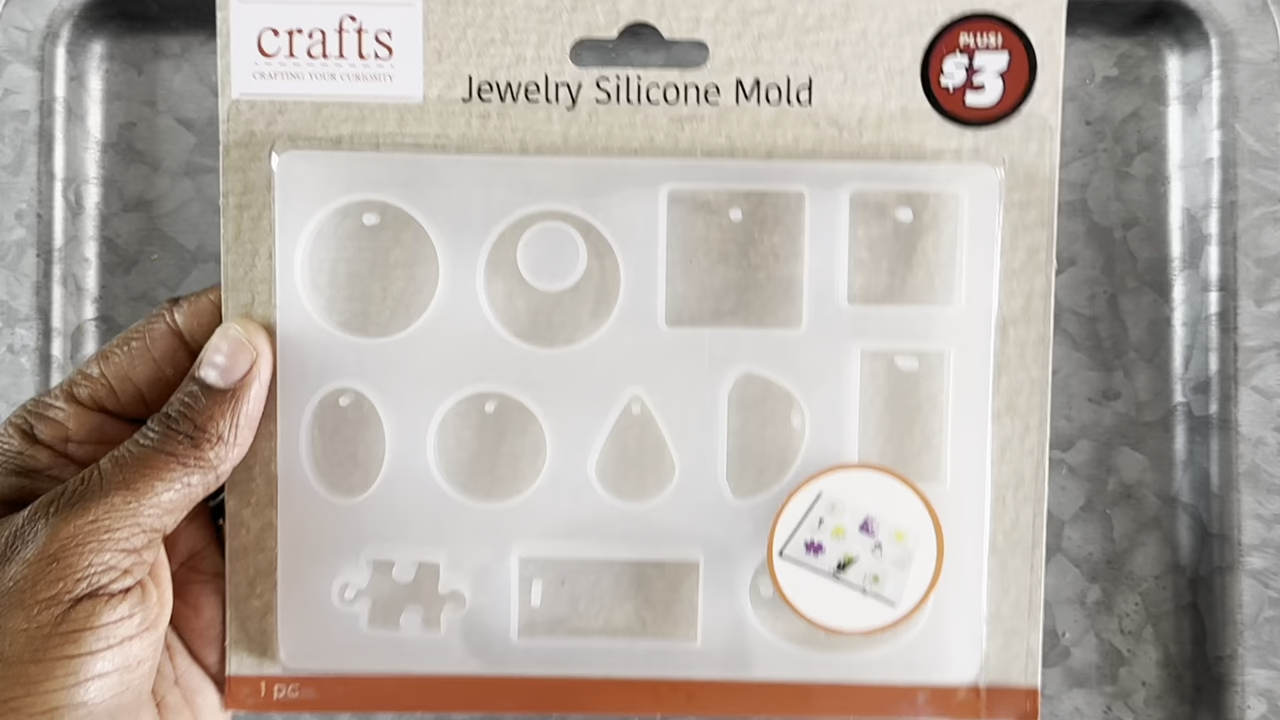 crafts
CRAFTING YOUR CURIOSITY
Jewelry Silicone Mold
PLUS!
$3
1 pc